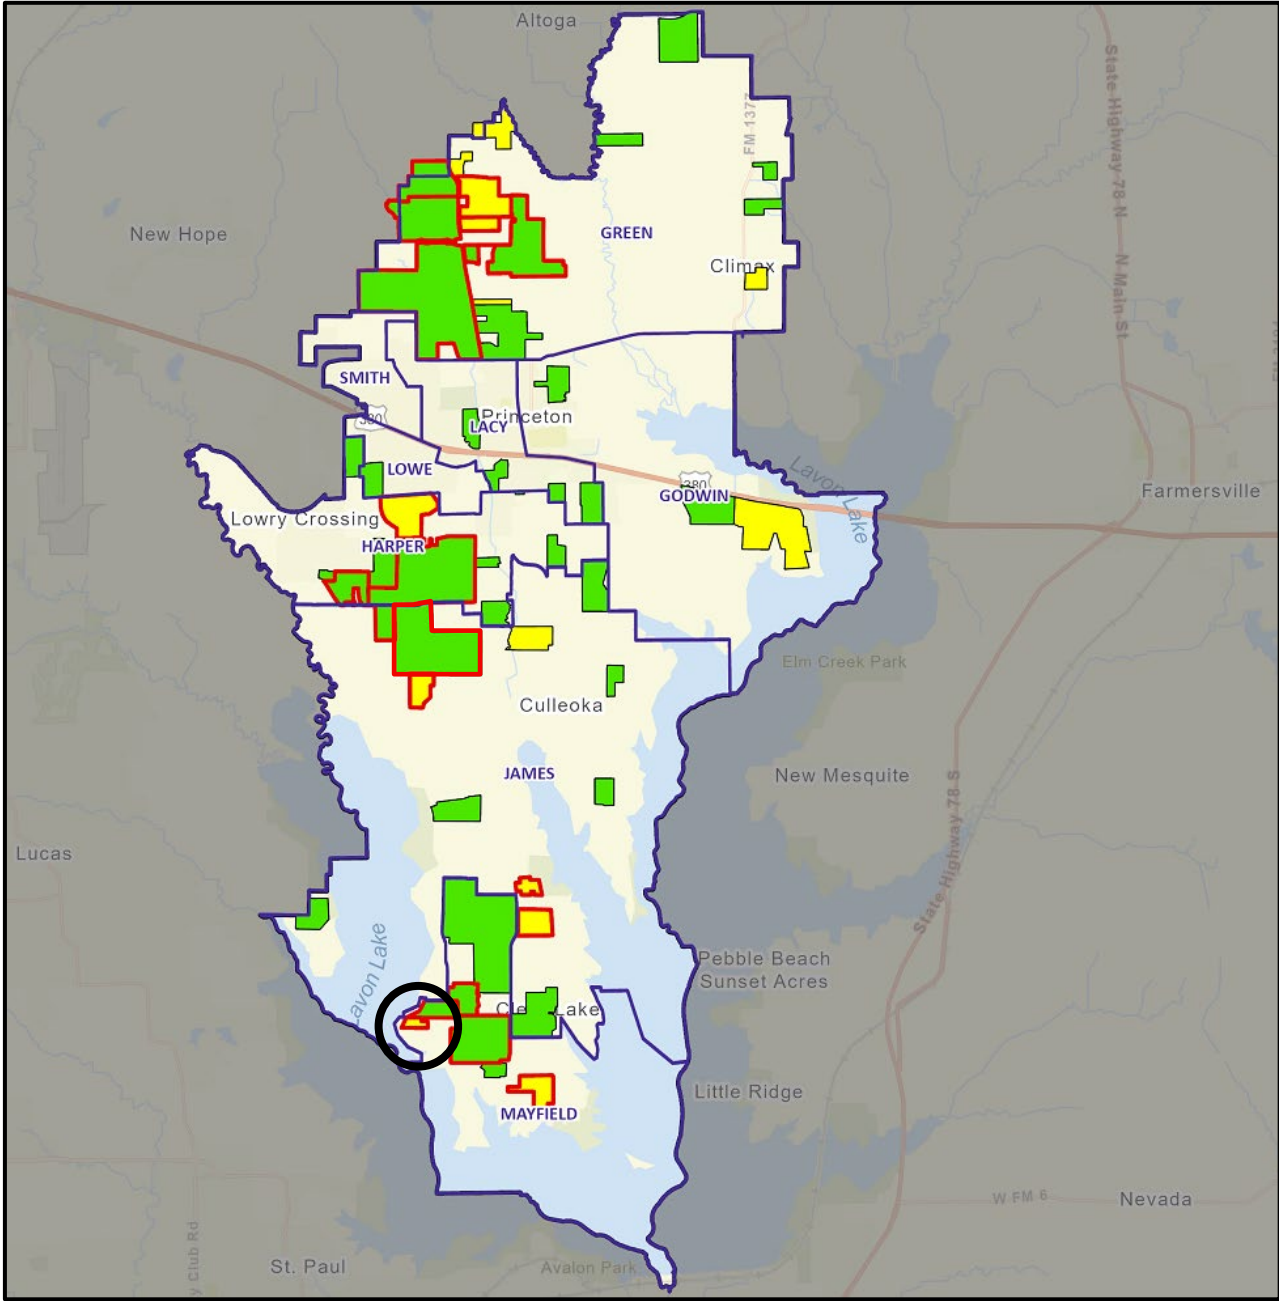 Altoga
State Highway 78 N
N Main St
FM 1377
New Hope
GREEN
Climax
SMITH
380
Princeton
LACY
LOWE
380
GODWIN
Lavon Lake
Farmersville
Lowry Crossing
HARPER
Elm Creek Park
Culleoka
JAMES
New Mesquite
State Highway 78 S
Lucas
Lavon Lake
Pebble Beach
Sunset Acres
Lake
Little Ridge
MAYFIELD
W FM 6
Nevada
Club Rd
St. Paul
Avalon Park